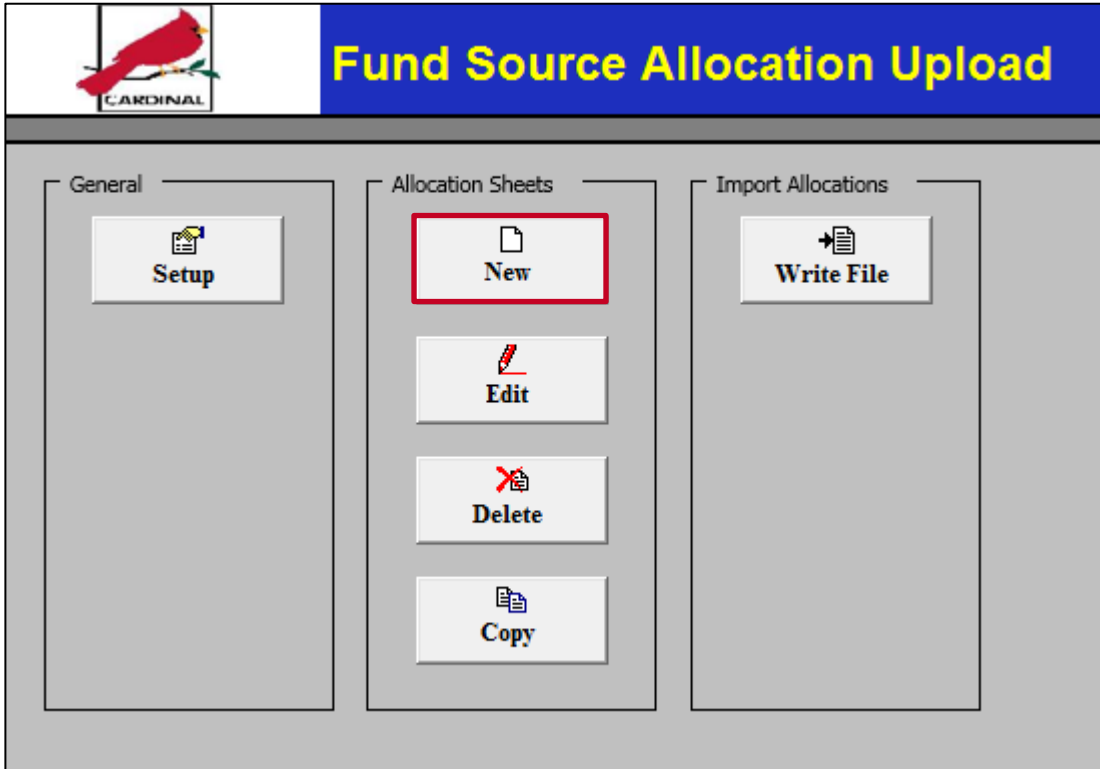 CARDINAL
Fund Source Allocation Upload
General
Setup
Allocation Sheets
New
Edit
Delete
Copy
Import Allocations
Write File